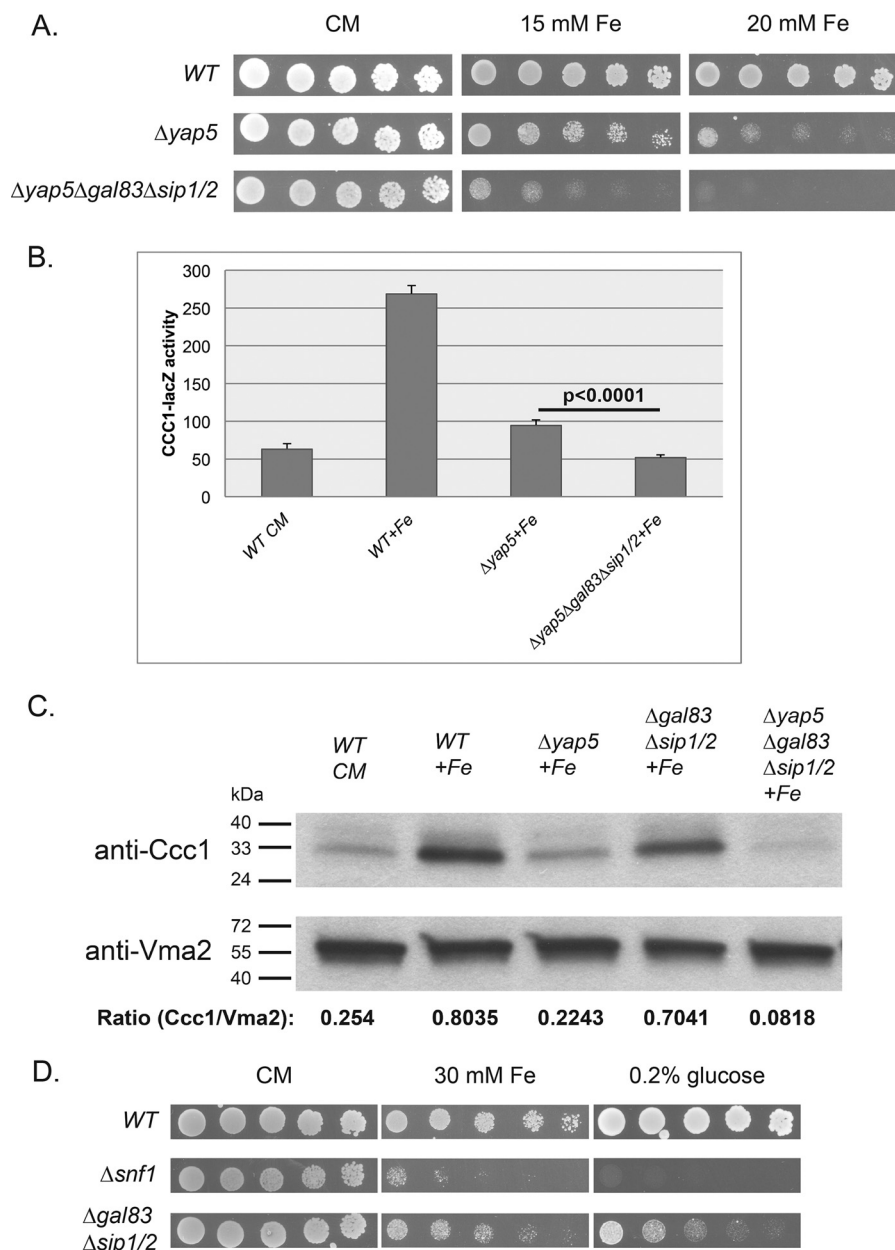 A.
CM 15 mM Fe 20 mM Fe
WT
Δyap5
Δyap5Δgal83Δsip1/2
B.
CCC1-lacZ activity
300
250
200
150
100
50
0
p<0.0001
WT CM
WT+Fe
Δyap5+Fe
Δyap5Δgal83Δsip1/2+Fe
C.
WT CM
WT +Fe
Δyap5 +Fe
Δgal83 Δsip1/2 +Fe
Δyap5 Δgal83 Δsip1/2 +Fe
kDa
anti-Ccc1
40
33
24
anti-Vma2
72
55
40
Ratio (Ccc1/Vma2): 0.254 0.8035 0.2243 0.7041 0.0818
D.
CM 30 mM Fe 0.2% glucose
WT
Δsnf1
Δgal83
Δsip1/2